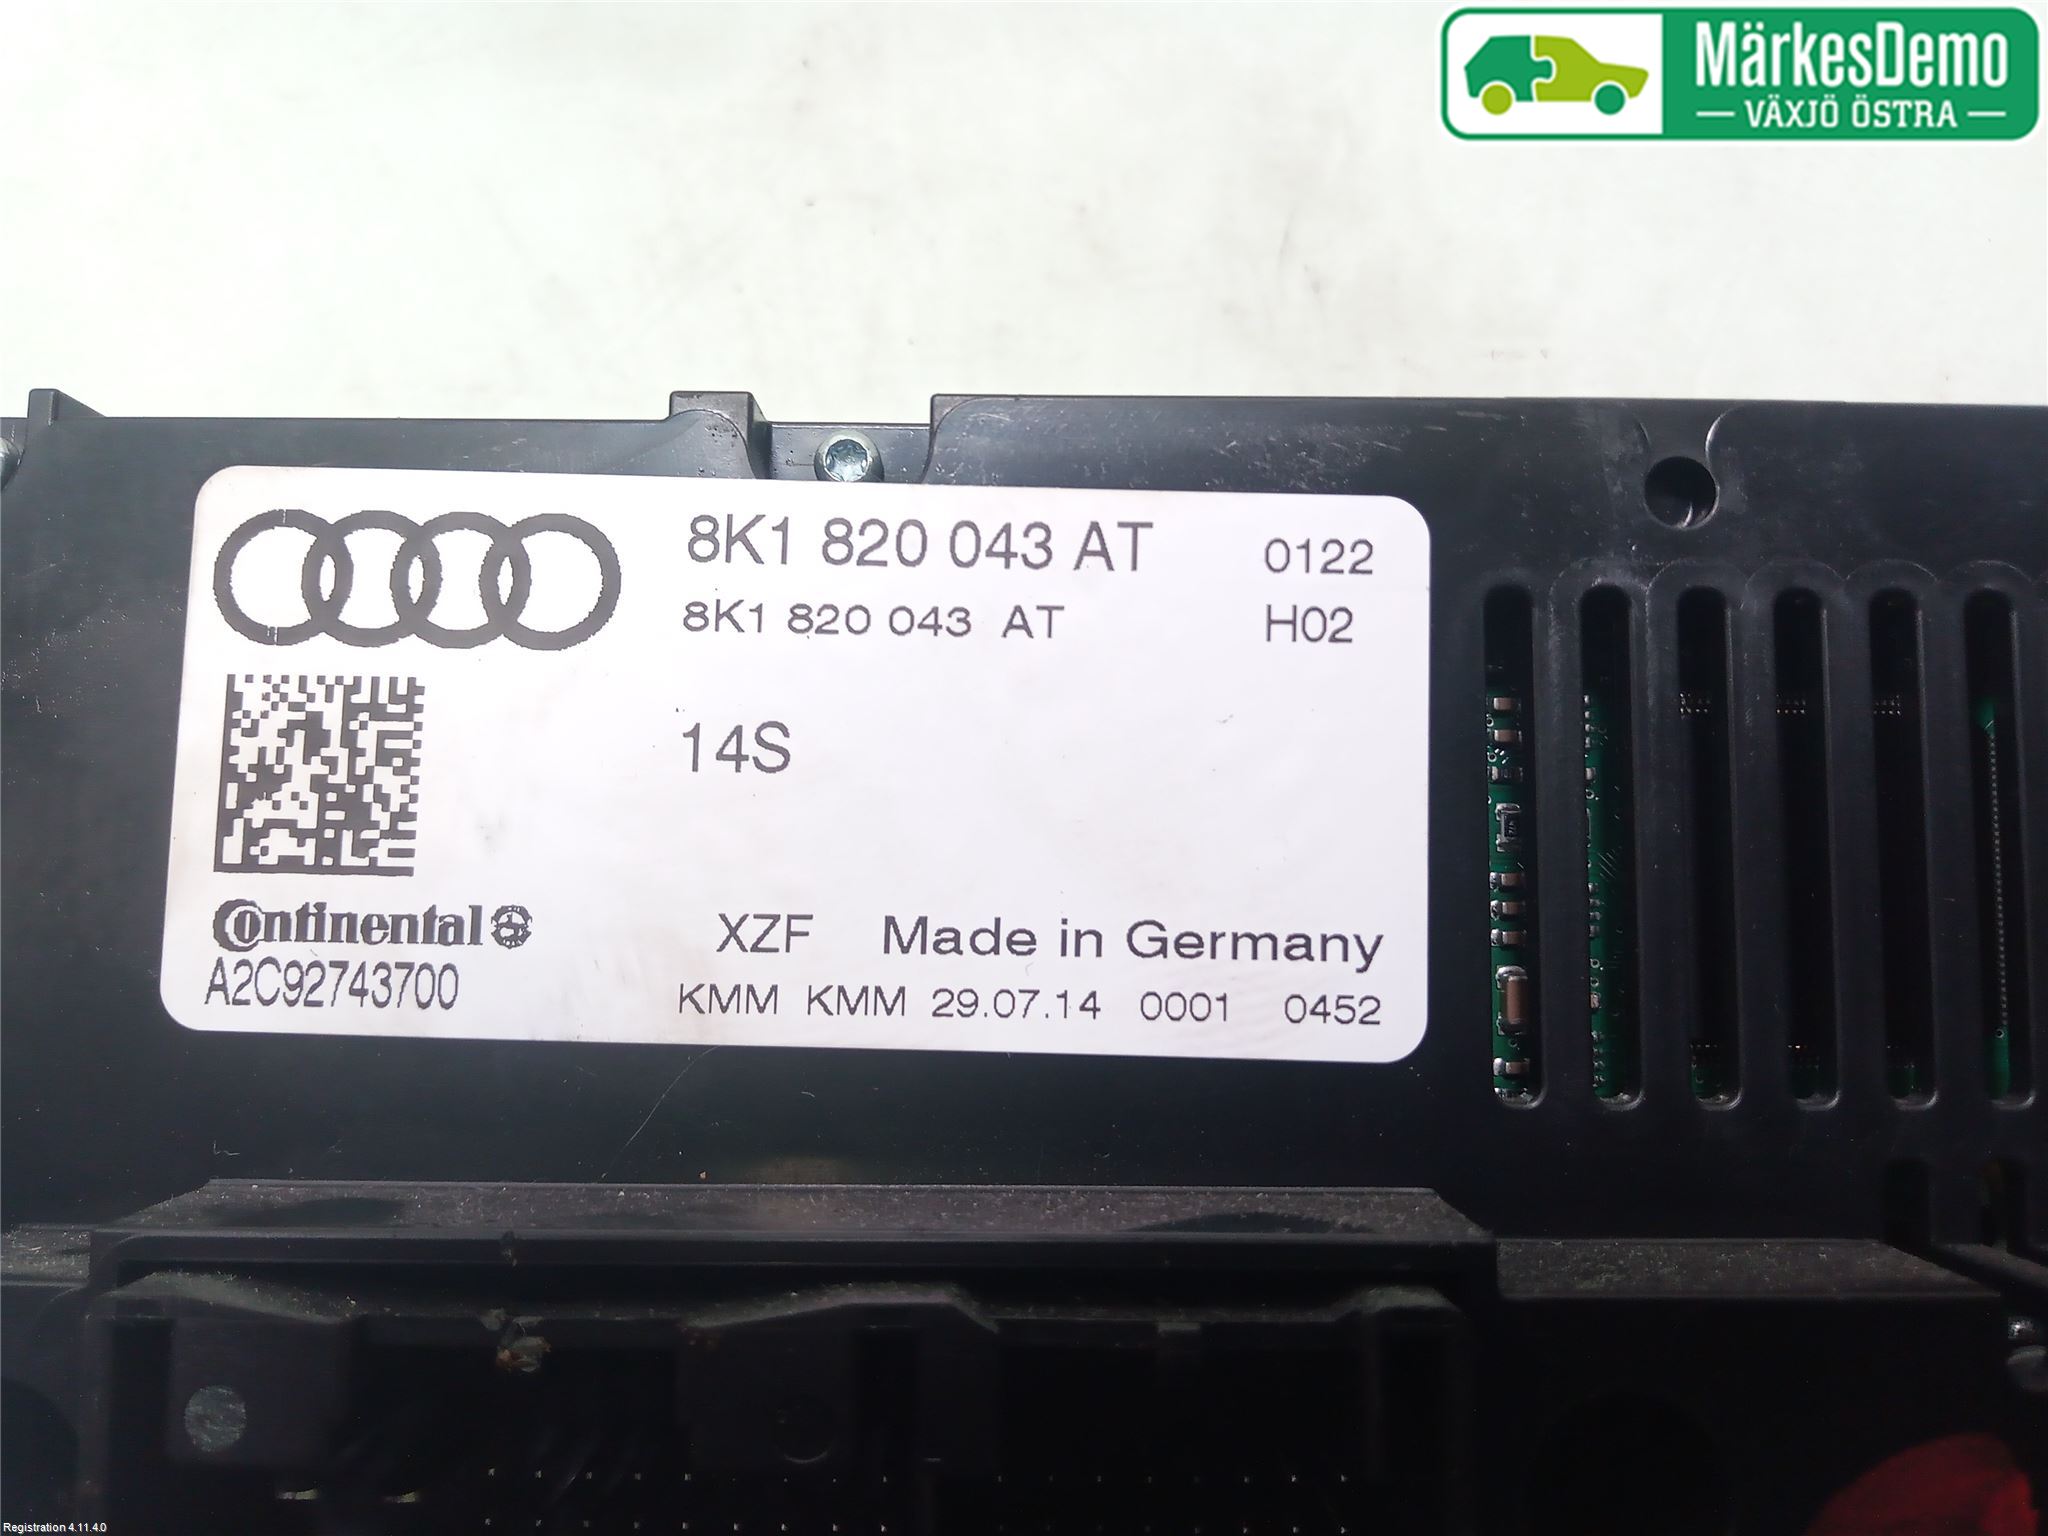 MärkesDemo
VÄXJÖ ÖSTRA
8K1 820 043 AT 0122
8K1 820 043 AT H02
14S
Continental
XZF Made in Germany
A2C92743700
KMM KMM 29.07.14 0001 0452
Registration 4.11.4.0